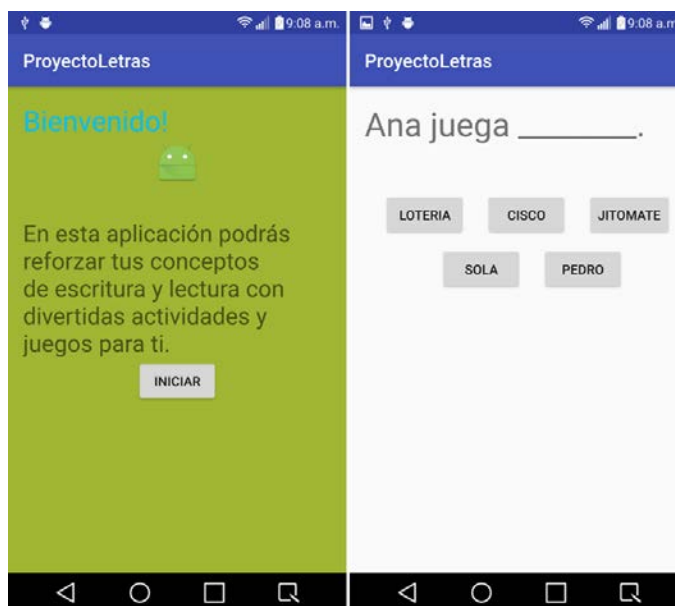 9:08 a.m.
ProyectoLetras
Bienvenido!
En esta aplicación podrás
reforzar tus conceptos
de escritura y lectura con
divertidas actividades y
juegos para ti.
INICIAR
9:08 a.m
ProyectoLetras
Ana juega _______.
LOTERIA CISCO JITOMATE
SOLA PEDRO